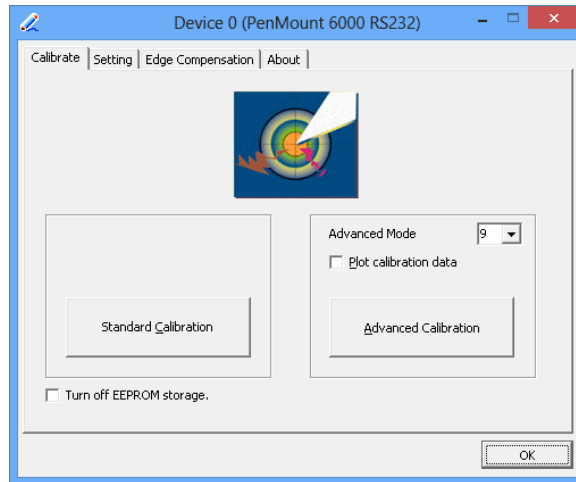 Device 0 (PenMount 6000 RS232)
Calibrate Setting Edge Compensation About
Advanced Mode 9
Plot calibration data
Standard Calibration
Advanced Calibration
Turn off EEPROM storage.
OK